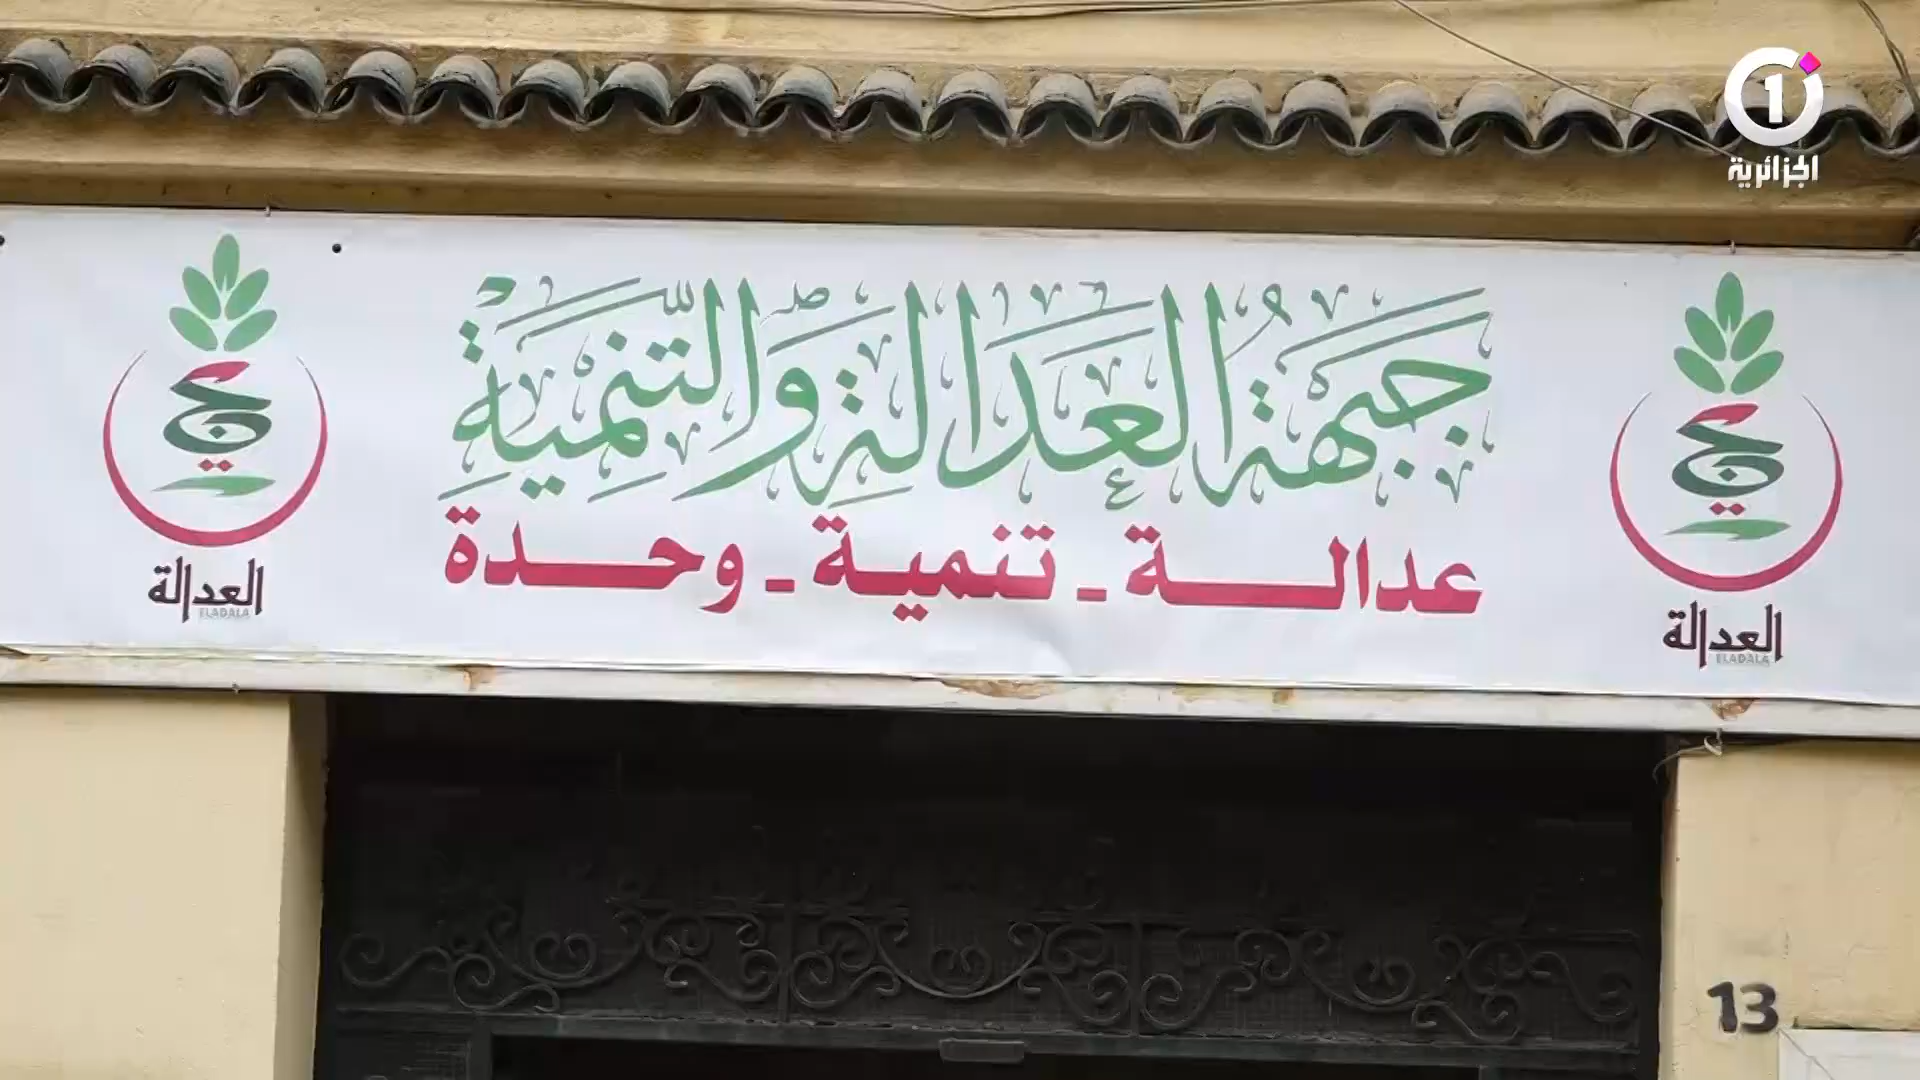 1
الجزائرية
جبهة العدالة والتنمية
عدالة - تنمية - وحدة
العدالة
ELADALA
العدالة
ELADALA
13